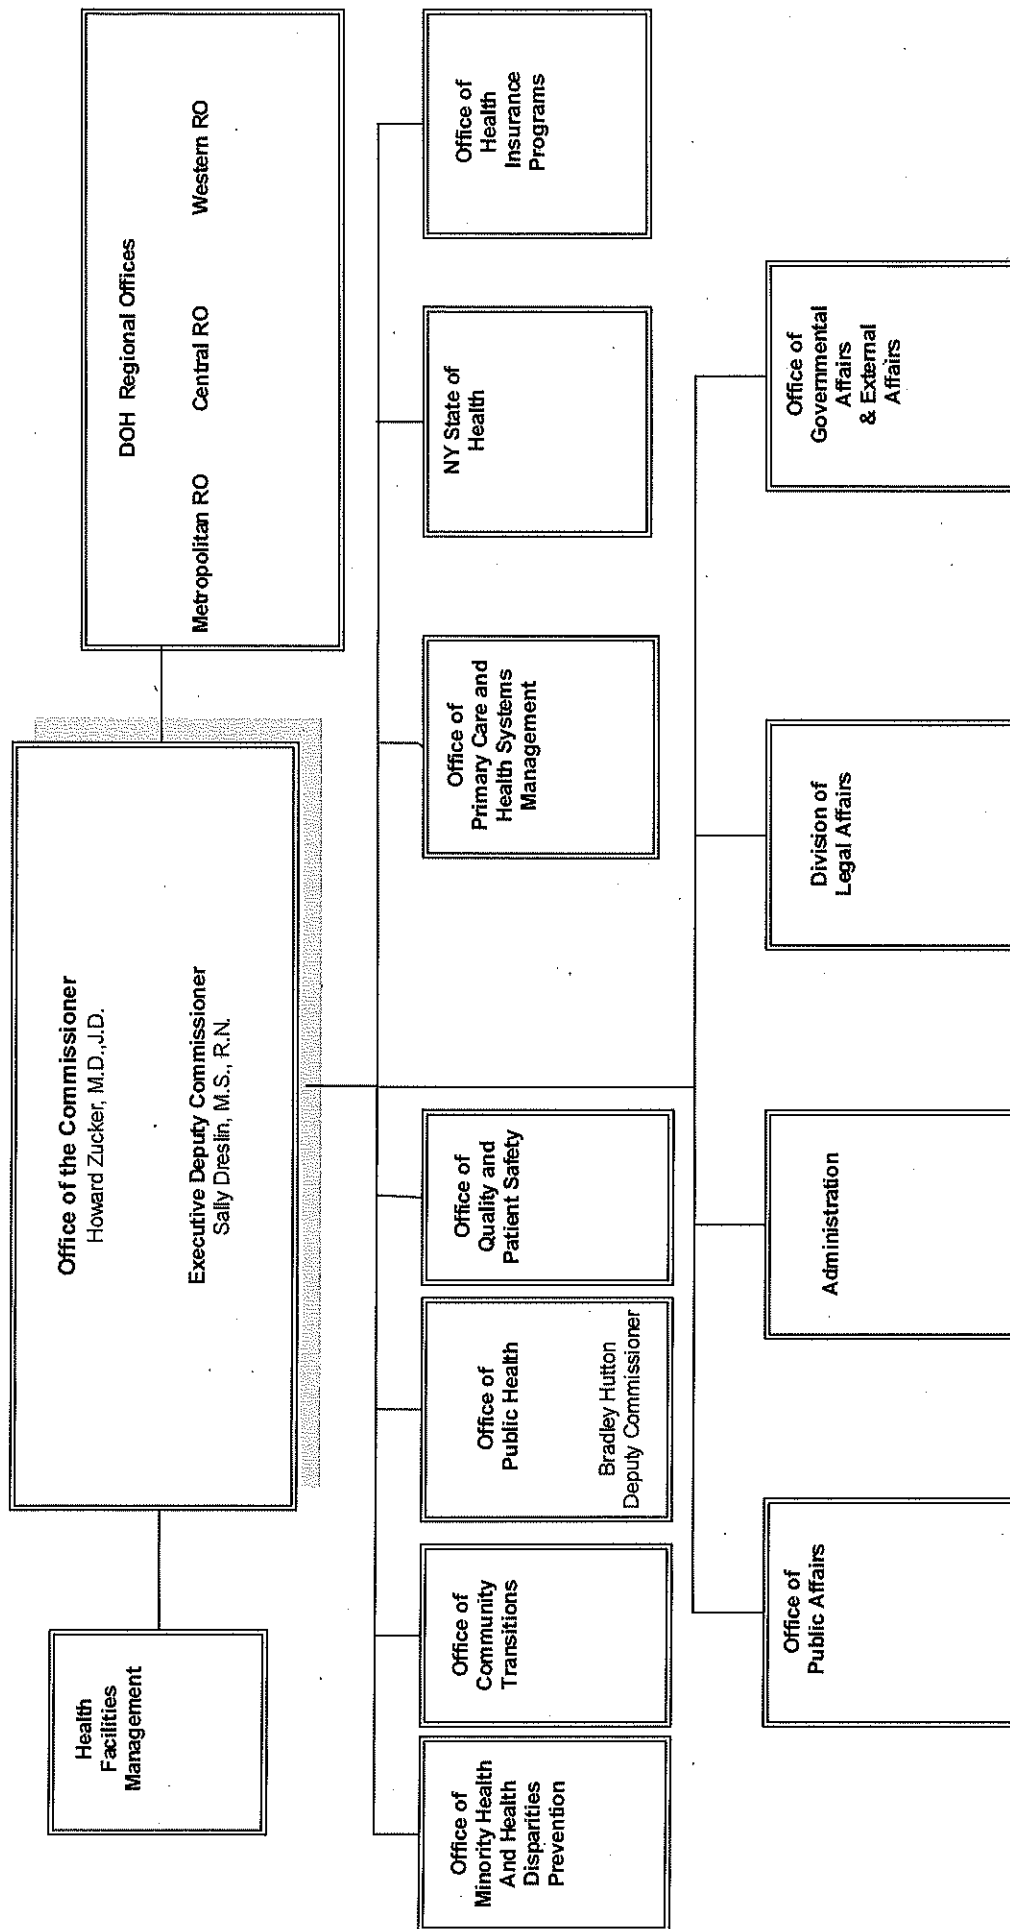 Health
Facilities
Management
Office of the Commissioner
Howard Zucker, M.D.,J.D.
Executive Deputy Commissioner
Sally Dreslin, M.S., R.N.
DOH Regional Offices
Metropolitan RO Central RO Western RO
Office of
Minority Health
And Health
Disparities
Prevention
Office of
Community
Transitions
Office of
Public Health
Bradley Hutton
Deputy Commissioner
Office of
Quality and
Patient Safety
Office of
Primary Care and
Health Systems
Management
NY State of
Health
Office of
Health
Insurance
Programs
Office of
Public Affairs
Administration
Division of
Legal Affairs
Office of
Governmental
Affairs
& External
Affairs